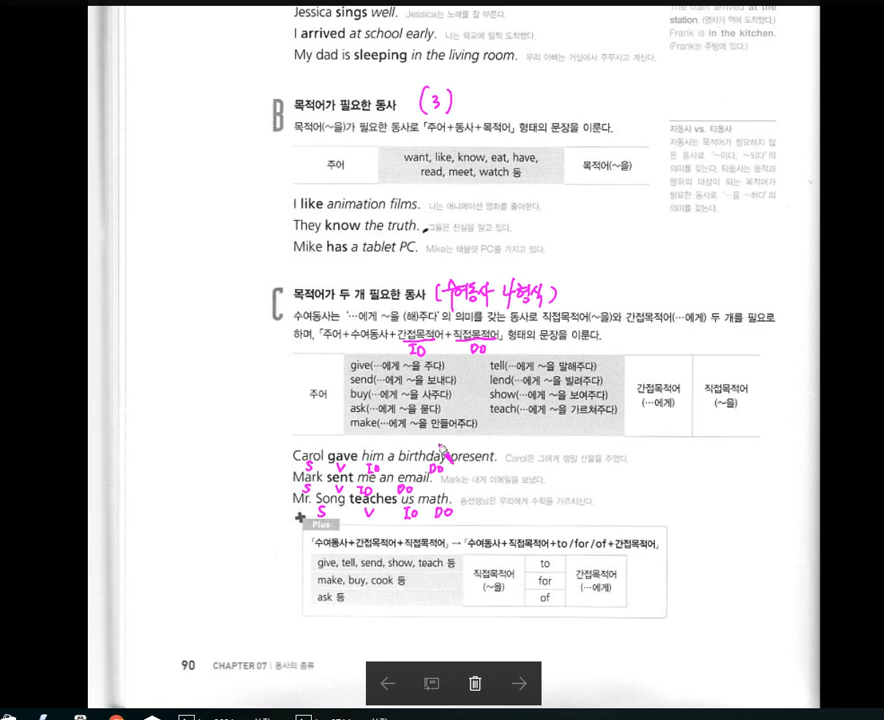 Jessica sings well. Jessica는 노래를 잘 부른다.
The train arrived at the
station. (열차가 역에 도착했다.)
I arrived at school early. 나는 학교에 일찍 도착했다.
Frank is in the kitchen.
(Frank는 주방에 있다.)
My dad is sleeping in the living room. 우리 아빠는 거실에서 주무시고 계신다.
B 목적어가 필요한 동사 (3)
목적어(~을)가 필요한 동사로 「주어+동사+목적어」 형태의 문장을 이룬다.
주어 want, like, know, eat, have, 목적어(~을)
read, meet, watch 등
자동사 vs. 타동사
자동사는 목적어가 필요하지 않
은 동사로 '~이다, ~되다'의
의미를 갖는다. 타동사는 동작과
행위의 대상이 되는 목적어가
필요한 동사로 '…을 ~하다'의
의미를 갖는다.
I like animation films. 나는 애니메이션 영화를 좋아한다.
They know the truth. 그들은 진실을 알고 있다.
Mike has a tablet PC. Mike는 태블릿 PC를 가지고 있다.
C 목적어가 두 개 필요한 동사 (수여동사 4형식)
수여동사는 '…에게 ~을 (해)주다'의 의미를 갖는 동사로 직접목적어(~을)와 간접목적어(…에게) 두 개를 필요로
하며, 「주어+수여동사+간접목적어+직접목적어」 형태의 문장을 이룬다.
IO DO
주어
give(…에게 ~을 주다) tell(…에게 ~을 말해주다)
send(…에게 ~을 보내다) lend(…에게 ~을 빌려주다)
buy(…에게 ~을 사주다) show(…에게 ~을 보여주다)
ask(…에게 ~을 묻다) teach(…에게 ~을 가르쳐주다)
make(…에게 ~을 만들어주다)
간접목적어
(…에게)
직접목적어
(~을)
Carol gave him a birthday present. Carol은 그에게 생일 선물을 주었다.
S V IO DO
Mark sent me an email. Mark는 내게 이메일을 보냈다.
S V IO DO
Mr. Song teaches us math. 송선생님은 우리에게 수학을 가르치신다.
S V IO DO
Plus
「수여동사+간접목적어+직접목적어」 → 「수여동사+직접목적어+to/for/of+간접목적어」
give, tell, send, show, teach 등 to
make, buy, cook 등 for
ask 등 of
직접목적어
(~을)
간접목적어
(…에게)
90 CHAPTER 07 | 동사의 종류